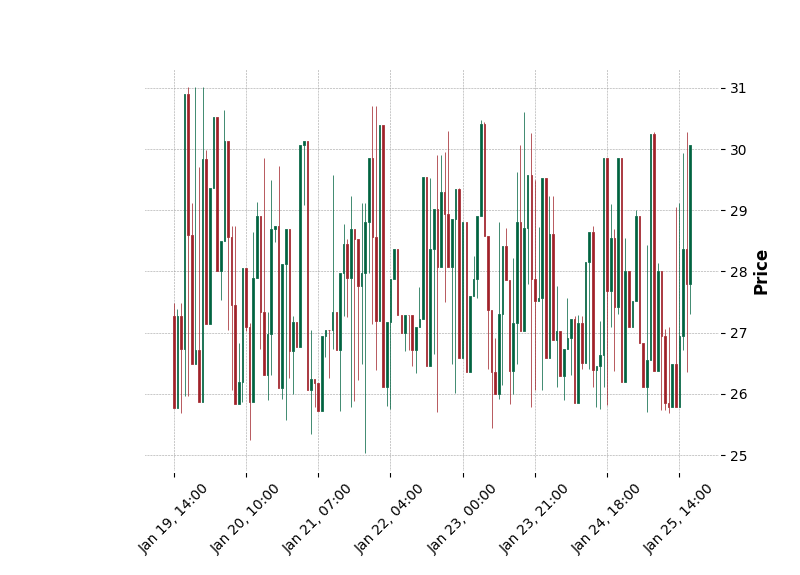 31
30
29
28
27
26
25
Price
Jan 19, 14:00
Jan 20, 10:00
Jan 21, 07:00
Jan 22, 04:00
Jan 23, 00:00
Jan 23, 21:00
Jan 24, 18:00
Jan 25, 14:00